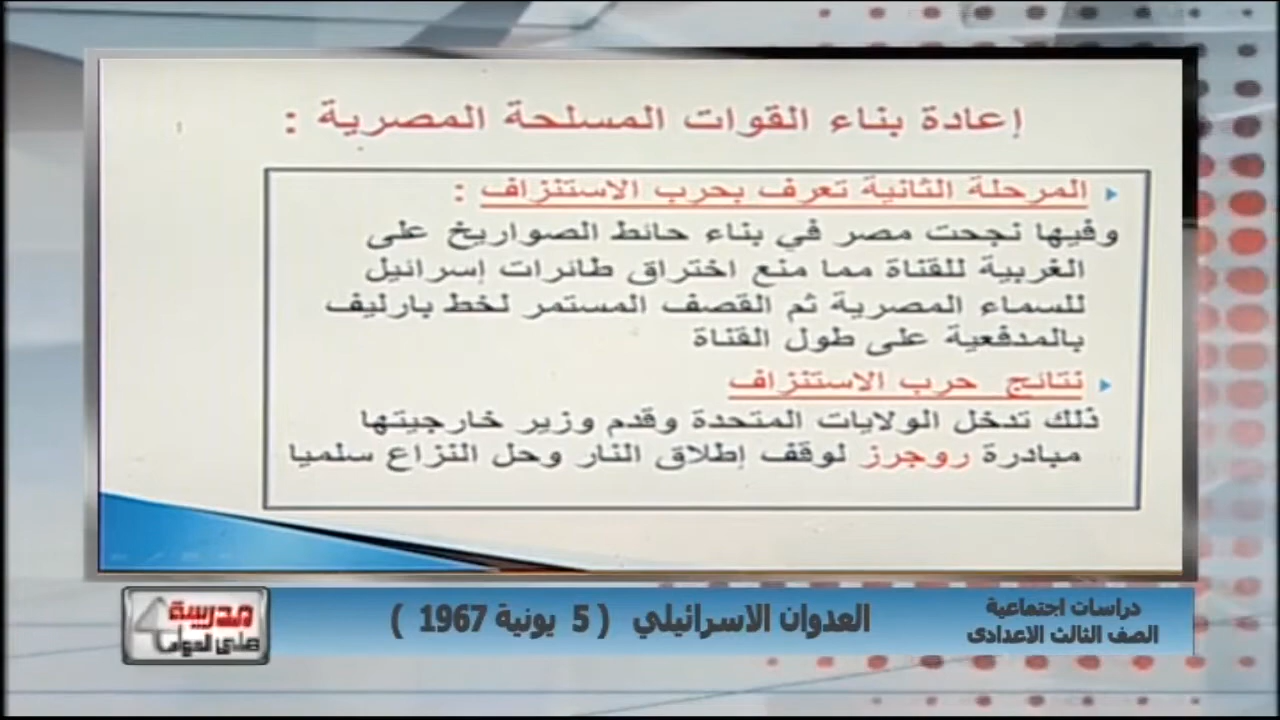 إعادة بناء القوات المسلحة المصرية :
المرحلة الثانية تعرف بحرب الاستنزاف :
وفيها نجحت مصر في بناء حائط الصواريخ على
الغربية للقناة مما منع اختراق طائرات إسرائيل
للسماء المصرية ثم القصف المستمر لخط بارليف
بالمدفعية على طول القناة
نتائج حرب الاستنزاف
ذلك تدخل الولايات المتحدة وقدم وزير خارجيتها
مبادرة روجرز لوقف إطلاق النار وحل النزاع سلميا
دراسات اجتماعية
الصف الثالث الاعدادى
العدوان الاسرائيلي ( 5 يونية 1967 )
مدرسة
على الهواء